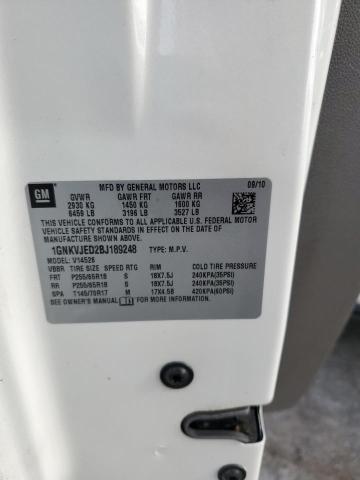 GM
MFD BY GENERAL MOTORS LLC 09/10
GVWR GAWR FRT GAWR RR
2930 KG 1450 KG 1600 KG
6459 LB 3196 LB 3527 LB
THIS VEHICLE CONFORMS TO ALL APPLICABLE U.S. FEDERAL MOTOR
VEHICLE SAFETY STANDARDS IN EFFECT ON THE DATE OF
MANUFACTURE SHOWN ABOVE.
1GNKVJED2BJ189248 TYPE: M.P.V.
MODEL: V14526
VBBR TIRE SIZE SPEED RTG RIM COLD TIRE PRESSURE
FRT P255/65R18 S 18X7.5J 240KPA(35PSI)
RR P255/65R18 S 18X7.5J 240KPA(35PSI)
SPA T145/70R17 M 17X4.5B 420KPA(60PSI)
SEE OWNER'S MANUAL FOR MORE INFORMATION.